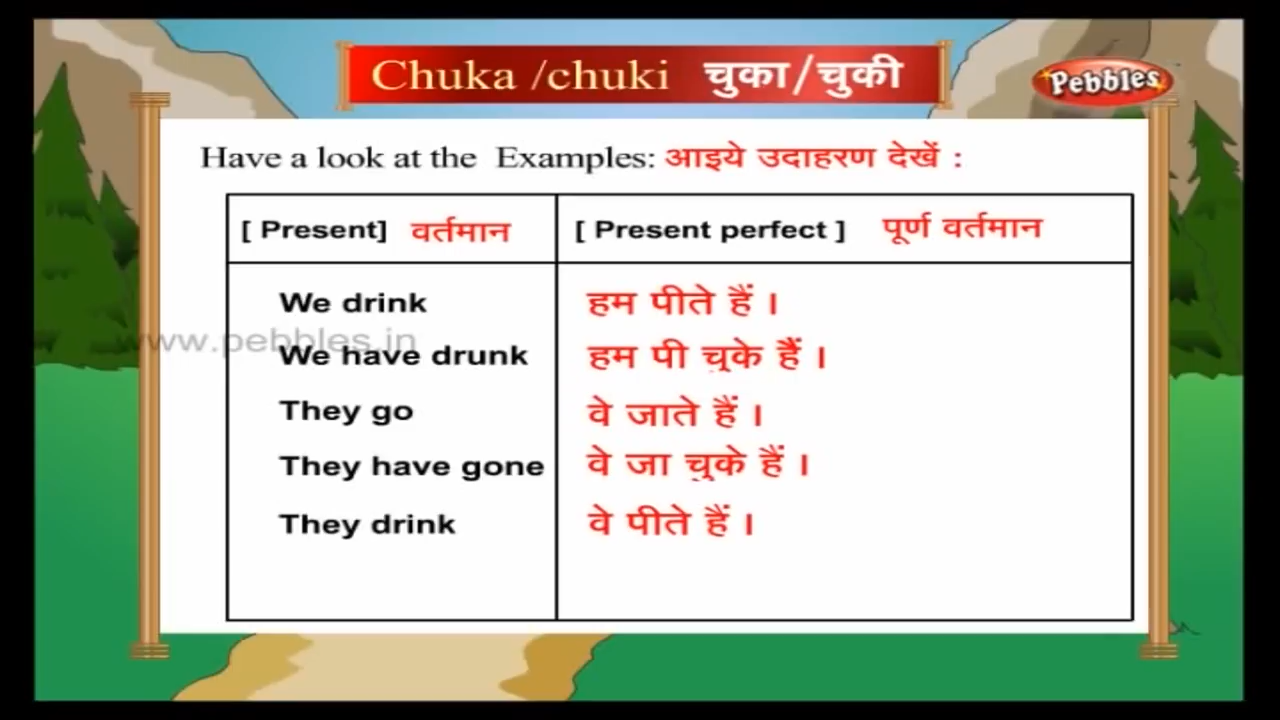 Chuka /chuki चुका/चुकी
Pebbles
Have a look at the Examples: आइये उदाहरण देखें :
[ Present] वर्तमान [ Present perfect ] पूर्ण वर्तमान
We drink हम पीते हैं ।
www.pebbles.in
We have drunk हम पी चुके हैं ।
They go वे जाते हैं ।
They have gone वे जा चुके हैं ।
They drink वे पीते हैं ।